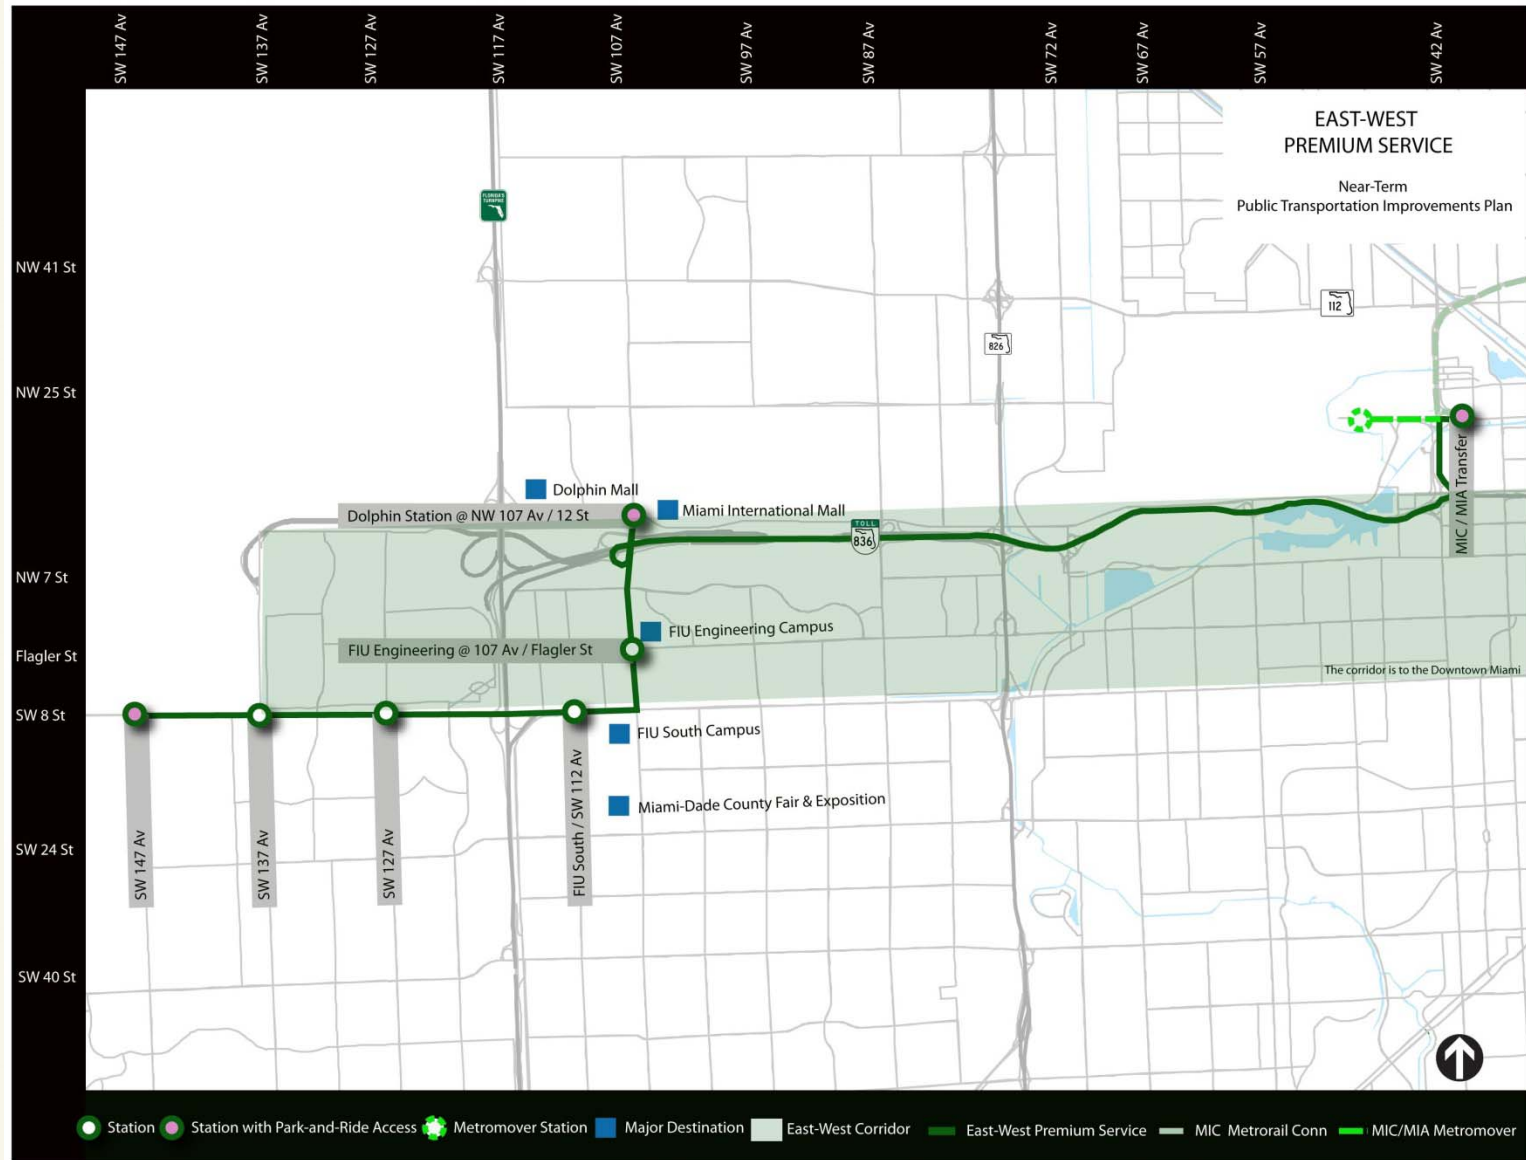 SW 147 Av
SW 137 Av
SW 127 Av
SW 117 Av
SW 107 Av
SW 97 Av
SW 87 Av
SW 72 Av
SW 67 Av
SW 57 Av
SW 42 Av
EAST-WEST
PREMIUM SERVICE
Near-Term
Public Transportation Improvements Plan
FLORIDA'S
TURNPIKE
NW 41 St
112
826
NW 25 St
Dolphin Mall
Dolphin Station @ NW 107 Av / 12 St
Miami International Mall
TOLL
836
MIC / MIA Transfer
NW 7 St
FIU Engineering Campus
FIU Engineering @ 107 Av / Flagler St
Flagler St
The corridor is to the Downtown Miami
SW 8 St
FIU South Campus
Miami-Dade County Fair & Exposition
SW 147 Av
SW 137 Av
SW 127 Av
FIU South / SW 112 Av
SW 24 St
SW 40 St
Station
Station with Park-and-Ride Access
Metromover Station
Major Destination
East-West Corridor
East-West Premium Service
MIC Metrorail Conn
MIC/MIA Metromover